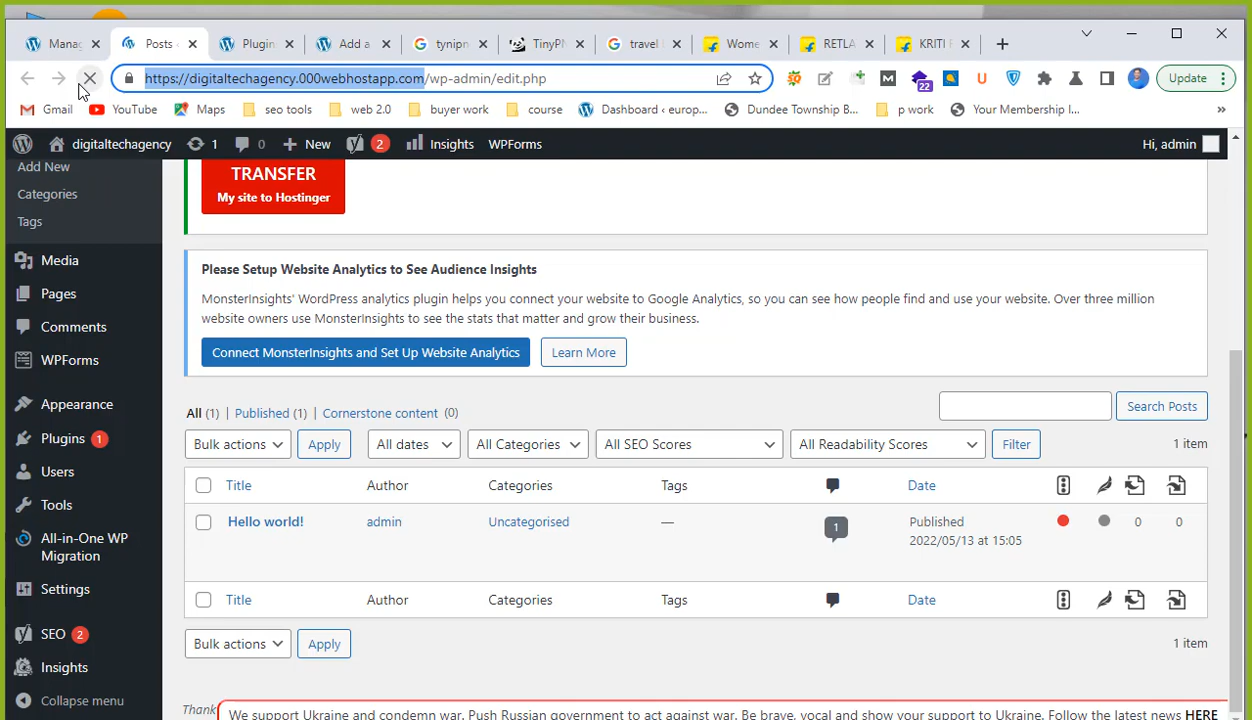 Manag
Posts
Plugin
Add a
tynipn
TinyPN
travel
Wome
RETLA
KRITI F
https://digitaltechagency.000webhostapp.com/wp-admin/edit.php
22
Update
Gmail
YouTube
Maps
seo tools
web 2.0
buyer work
course
Dashboard ‹ europ...
Dundee Township B...
p work
Your Membership I...
»
digitaltechagency
1
0
New
2
Insights
WPForms
Hi, admin
Add New
Categories
Tags
Media
Pages
Comments
WPForms
Appearance
Plugins 1
Users
Tools
All-in-One WP
Migration
Settings
SEO 2
Insights
Collapse menu
TRANSFER
My site to Hostinger
Please Setup Website Analytics to See Audience Insights
MonsterInsights' WordPress analytics plugin helps you connect your website to Google Analytics, so you can see how people find and use your website. Over three million
website owners use MonsterInsights to see the stats that matter and grow their business.
Connect MonsterInsights and Set Up Website Analytics
Learn More
All (1) | Published (1) | Cornerstone content (0)
Search Posts
Bulk actions
Apply
All dates
All Categories
All SEO Scores
All Readability Scores
Filter
1 item
Title
Author
Categories
Tags
Date
Hello world!
admin
Uncategorised
—
1
Published
2022/05/13 at 15:05
0
0
Title
Author
Categories
Tags
Date
Bulk actions
Apply
1 item
Thank
We support Ukraine and condemn war. Push Russian government to act against war. Be brave, vocal and show your support to Ukraine. Follow the latest news HERE